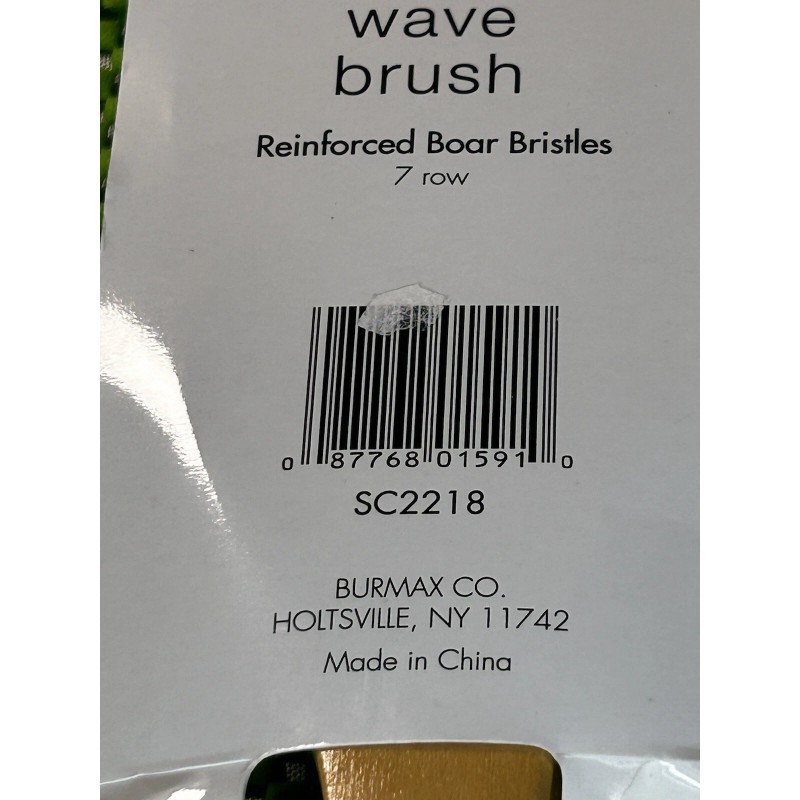 wave
brush
Reinforced Boar Bristles
7 row
0 87768 01591 0
SC2218
BURMAX CO.
HOLTSVILLE, NY 11742
Made in China